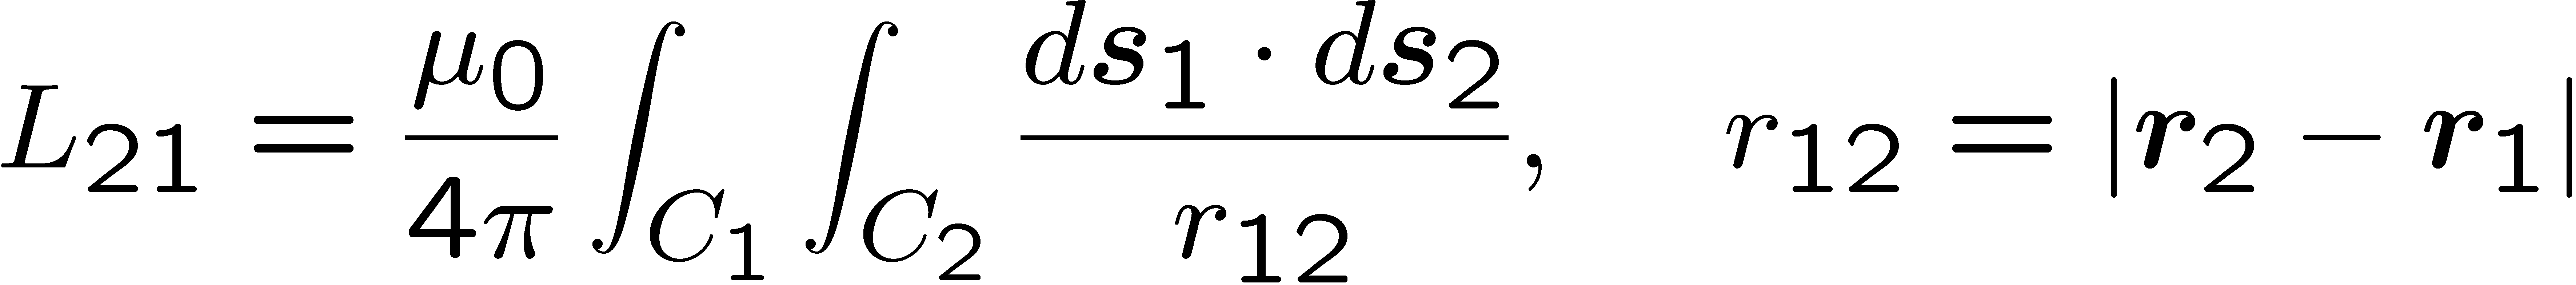 L_{21} = \frac{\mu_0}{4\pi} \int_{C_1} \int_{C_2} \frac{d\boldsymbol{s}_1 \cdot d\boldsymbol{s}_2}{r_{12}}, \quad r_{12} = |\boldsymbol{r}_2 - \boldsymbol{r}_1|